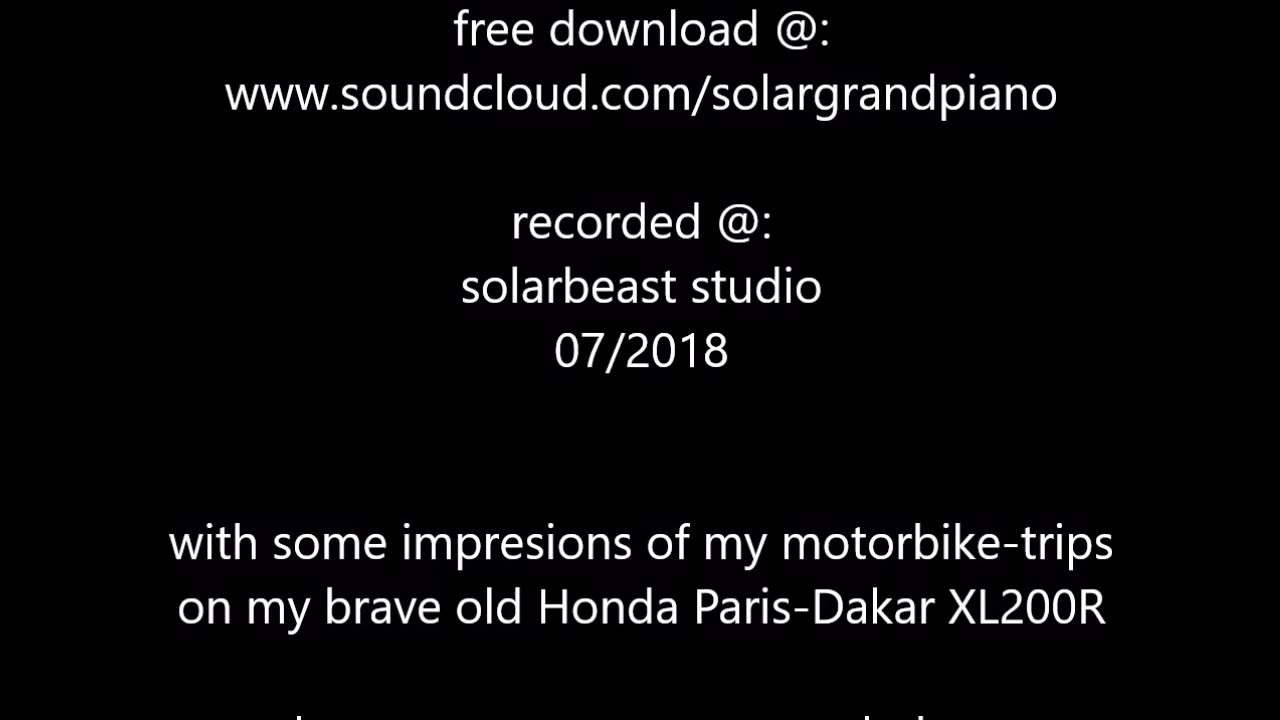 free download @:
www.soundcloud.com/solargrandpiano
recorded @:
solarbeast studio
07/2018
with some impresions of my motorbike-trips
on my brave old Honda Paris-Dakar XL200R